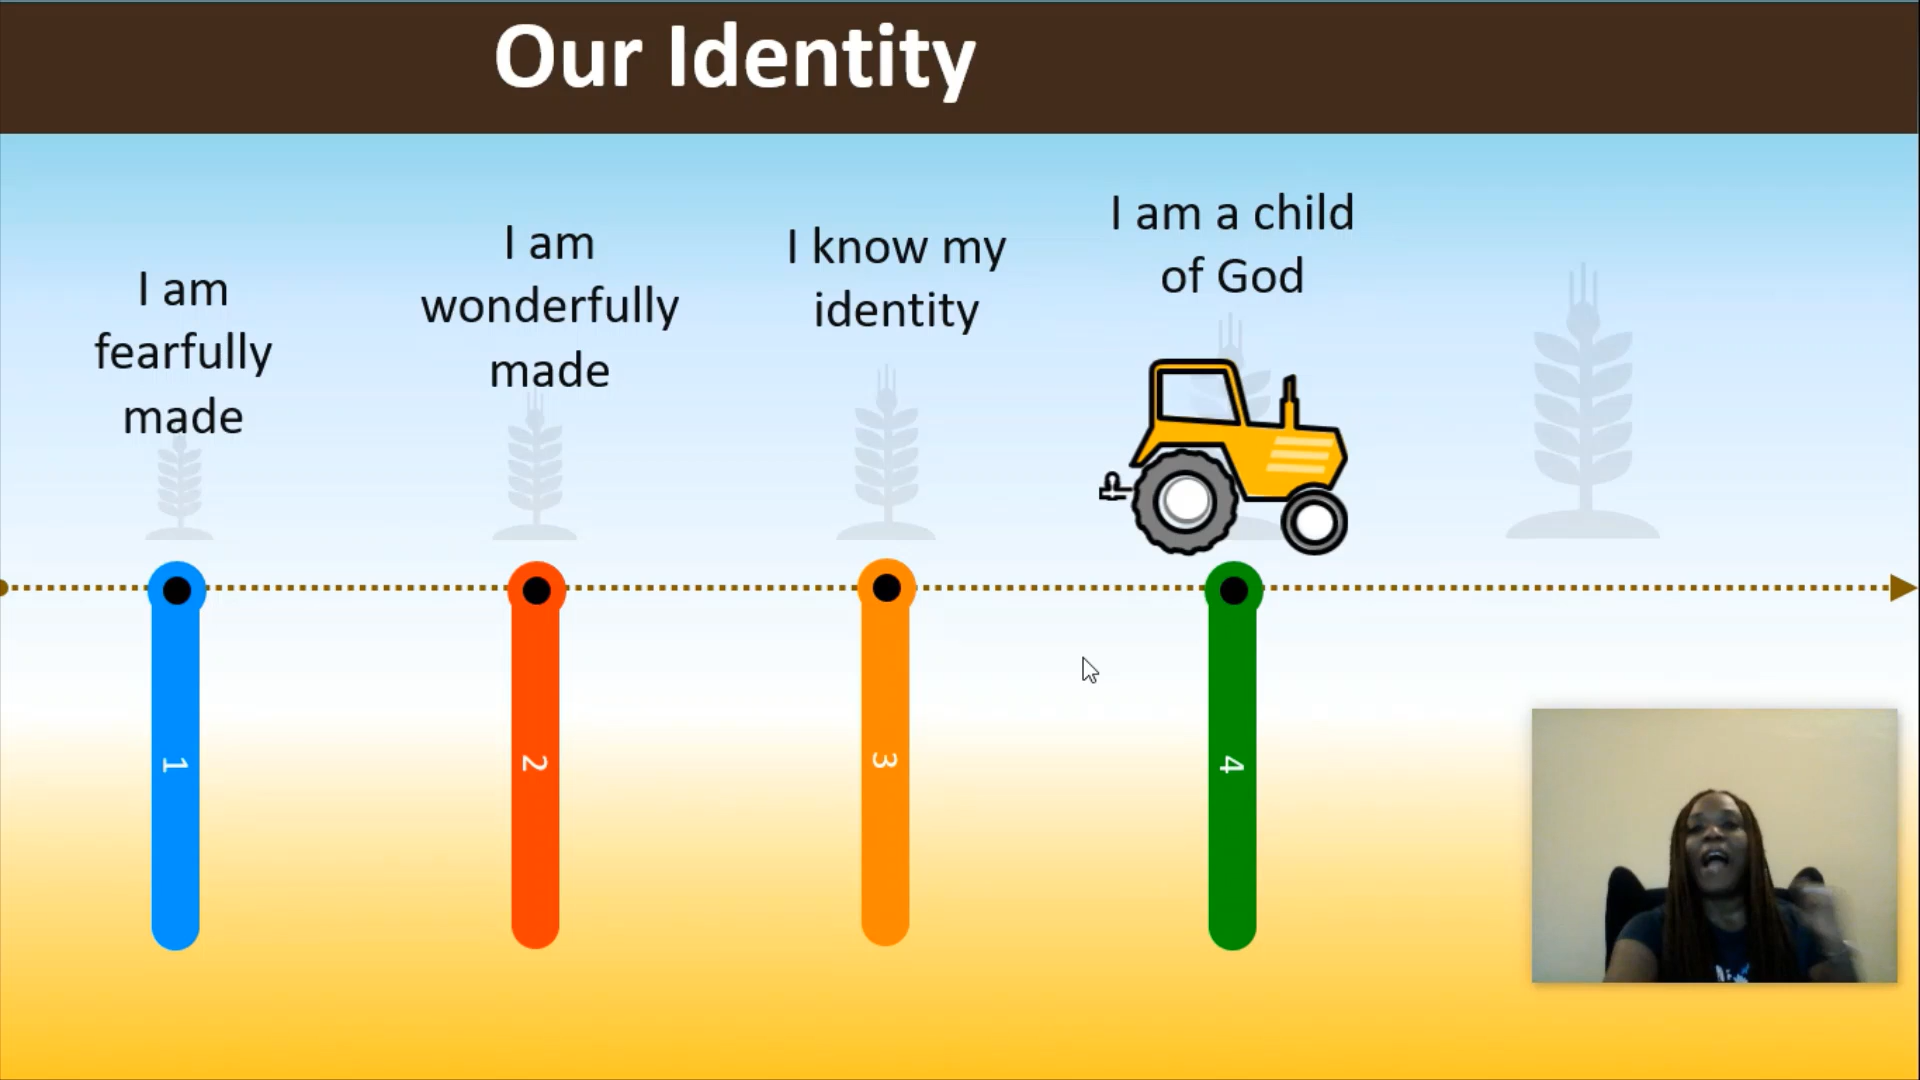 Our Identity
I am
fearfully
made
I am
wonderfully
made
I know my
identity
I am a child
of God
1
2
3
4